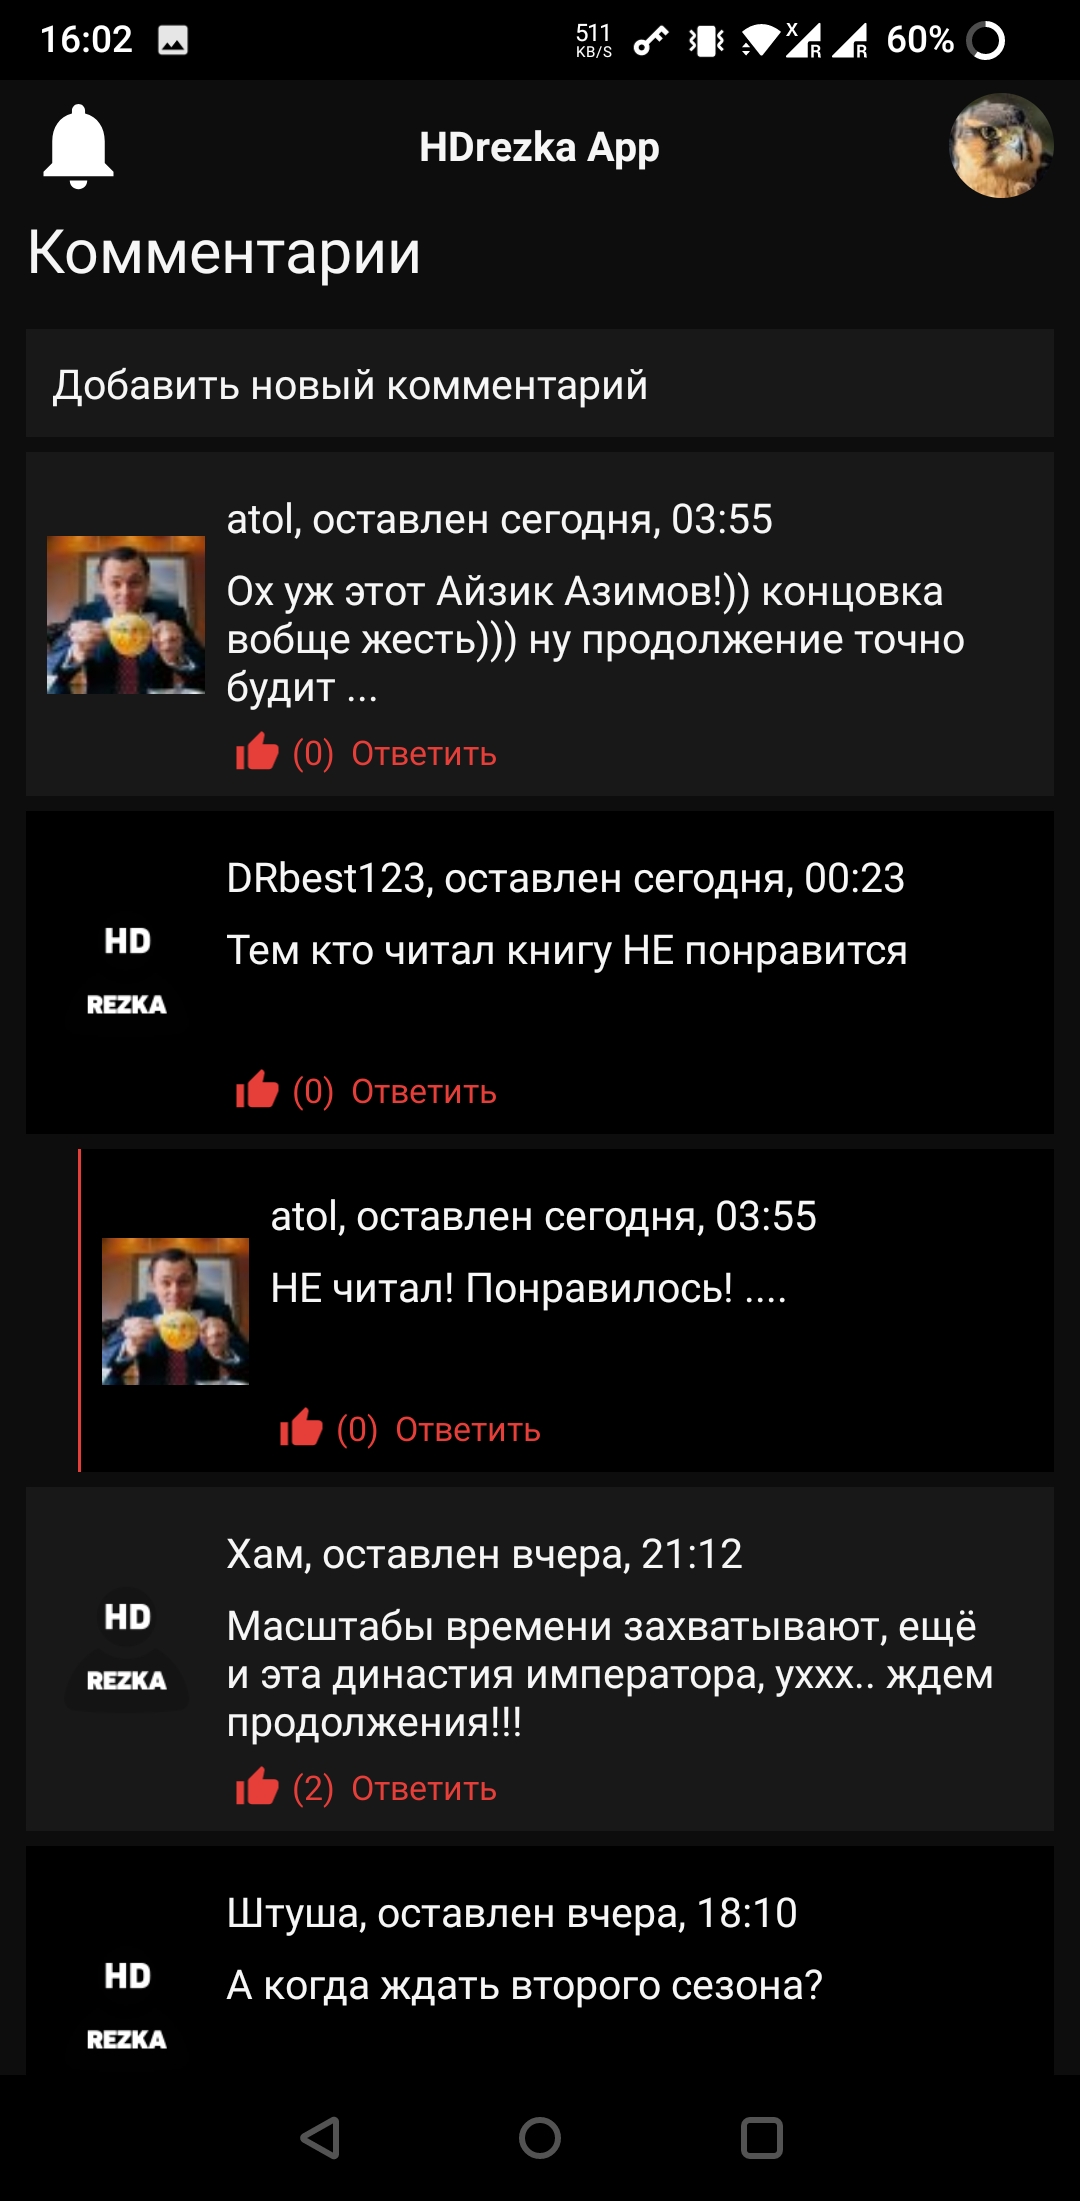 16:02
511
KB/S
X
R
R
60%
HDrezka App
Комментарии
Добавить новый комментарий
atol, оставлен сегодня, 03:55
Ох уж этот Айзик Азимов!)) концовка
вобще жесть))) ну продолжение точно
будит ...
(0) Ответить
DRbest123, оставлен сегодня, 00:23
HD
REZKA
Тем кто читал книгу НЕ понравится
(0) Ответить
atol, оставлен сегодня, 03:55
НЕ читал! Понравилось! ....
(0) Ответить
Хам, оставлен вчера, 21:12
HD
REZKA
Масштабы времени захватывают, ещё
и эта династия императора, уххх.. ждем
продолжения!!!
(2) Ответить
Штуша, оставлен вчера, 18:10
HD
REZKA
А когда ждать второго сезона?